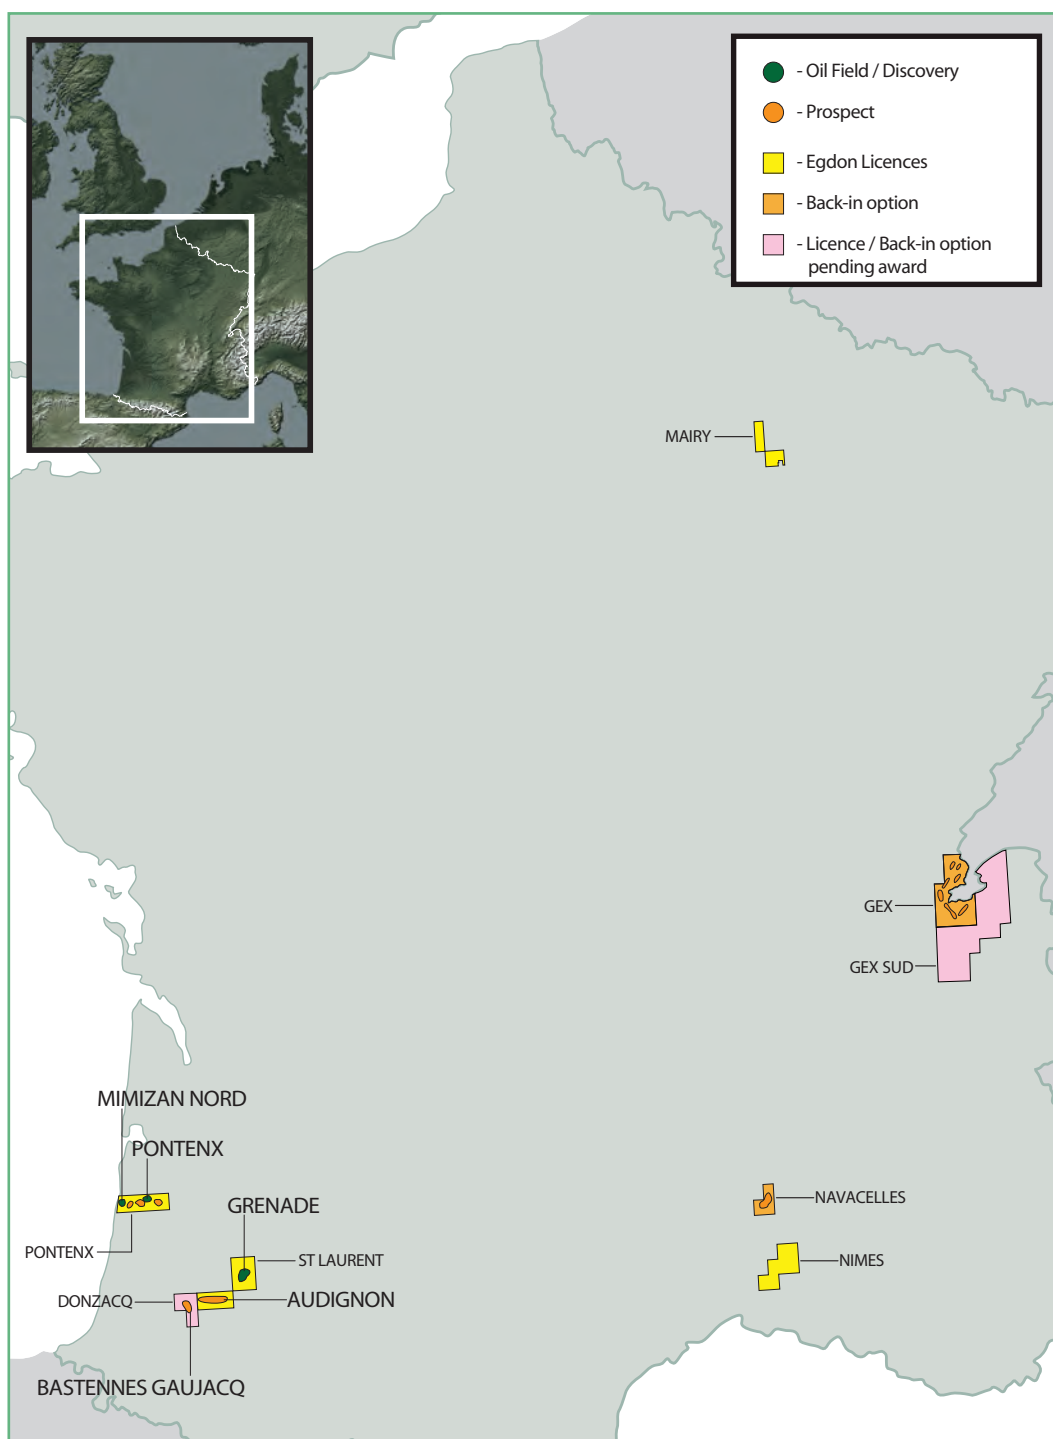 - Oil Field / Discovery
- Prospect
- Egdon Licences
- Back-in option
- Licence / Back-in option
pending award
MAIRY
GEX
GEX SUD
MIMIZAN NORD
PONTENX
GRENADE
NAVACELLES
PONTENX
ST LAURENT
NIMES
DONZACQ
AUDIGNON
BASTENNES GAUJACQ